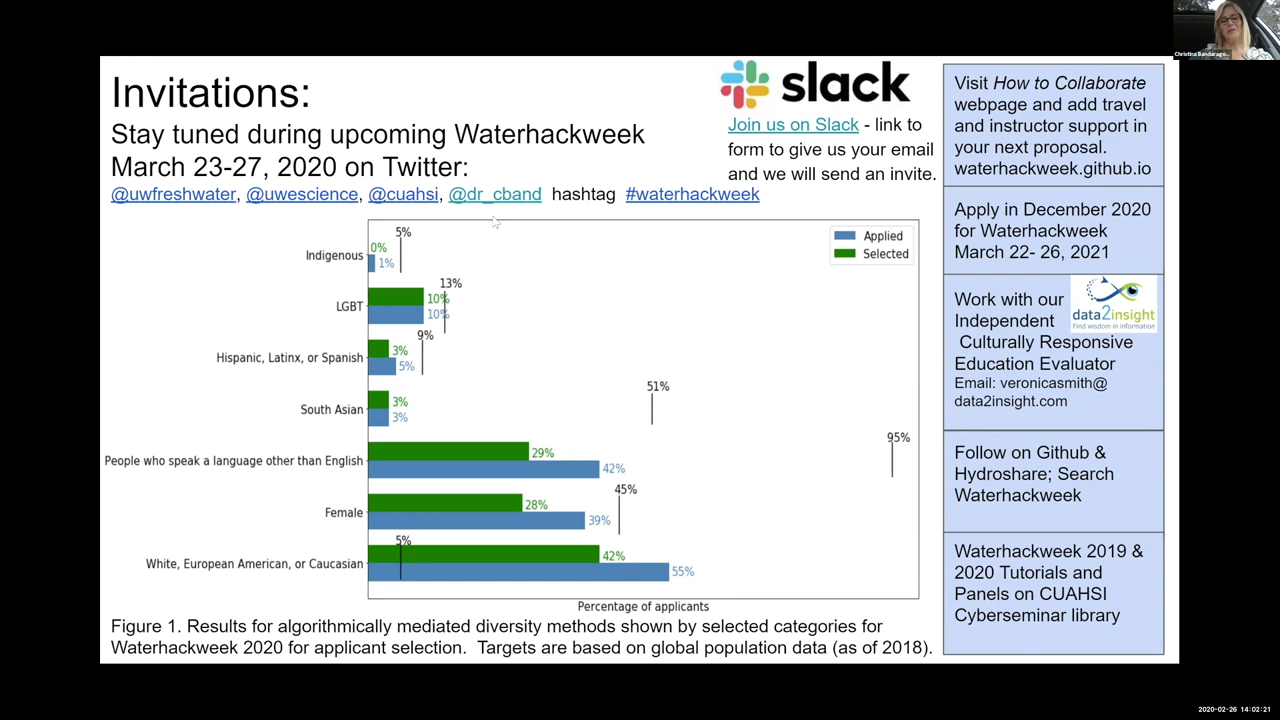 Christina Bandarago...
Invitations:
Stay tuned during upcoming Waterhackweek
March 23-27, 2020 on Twitter:
@uwfreshwater, @uwescience, @cuahsi, @dr_cband hashtag #waterhackweek
slack
Join us on Slack - link to
form to give us your email
and we will send an invite.
Applied
Selected
Indigenous
0%
1%
5%
LGBT
10%
10%
13%
Hispanic, Latinx, or Spanish
3%
5%
9%
South Asian
3%
3%
51%
People who speak a language other than English
29%
42%
95%
Female
28%
39%
45%
White, European American, or Caucasian
42%
55%
5%
Percentage of applicants
Figure 1. Results for algorithmically mediated diversity methods shown by selected categories for
Waterhackweek 2020 for applicant selection. Targets are based on global population data (as of 2018).
Visit How to Collaborate
webpage and add travel
and instructor support in
your next proposal.
waterhackweek.github.io
Apply in December 2020
for Waterhackweek
March 22- 26, 2021
Work with our
Independent
Culturally Responsive
Education Evaluator
Email: veronicasmith@
data2insight.com
data2insight
Find wisdom in information
Follow on Github &
Hydroshare; Search
Waterhackweek
Waterhackweek 2019 &
2020 Tutorials and
Panels on CUAHSI
Cyberseminar library
2020-02-26 14:02:21